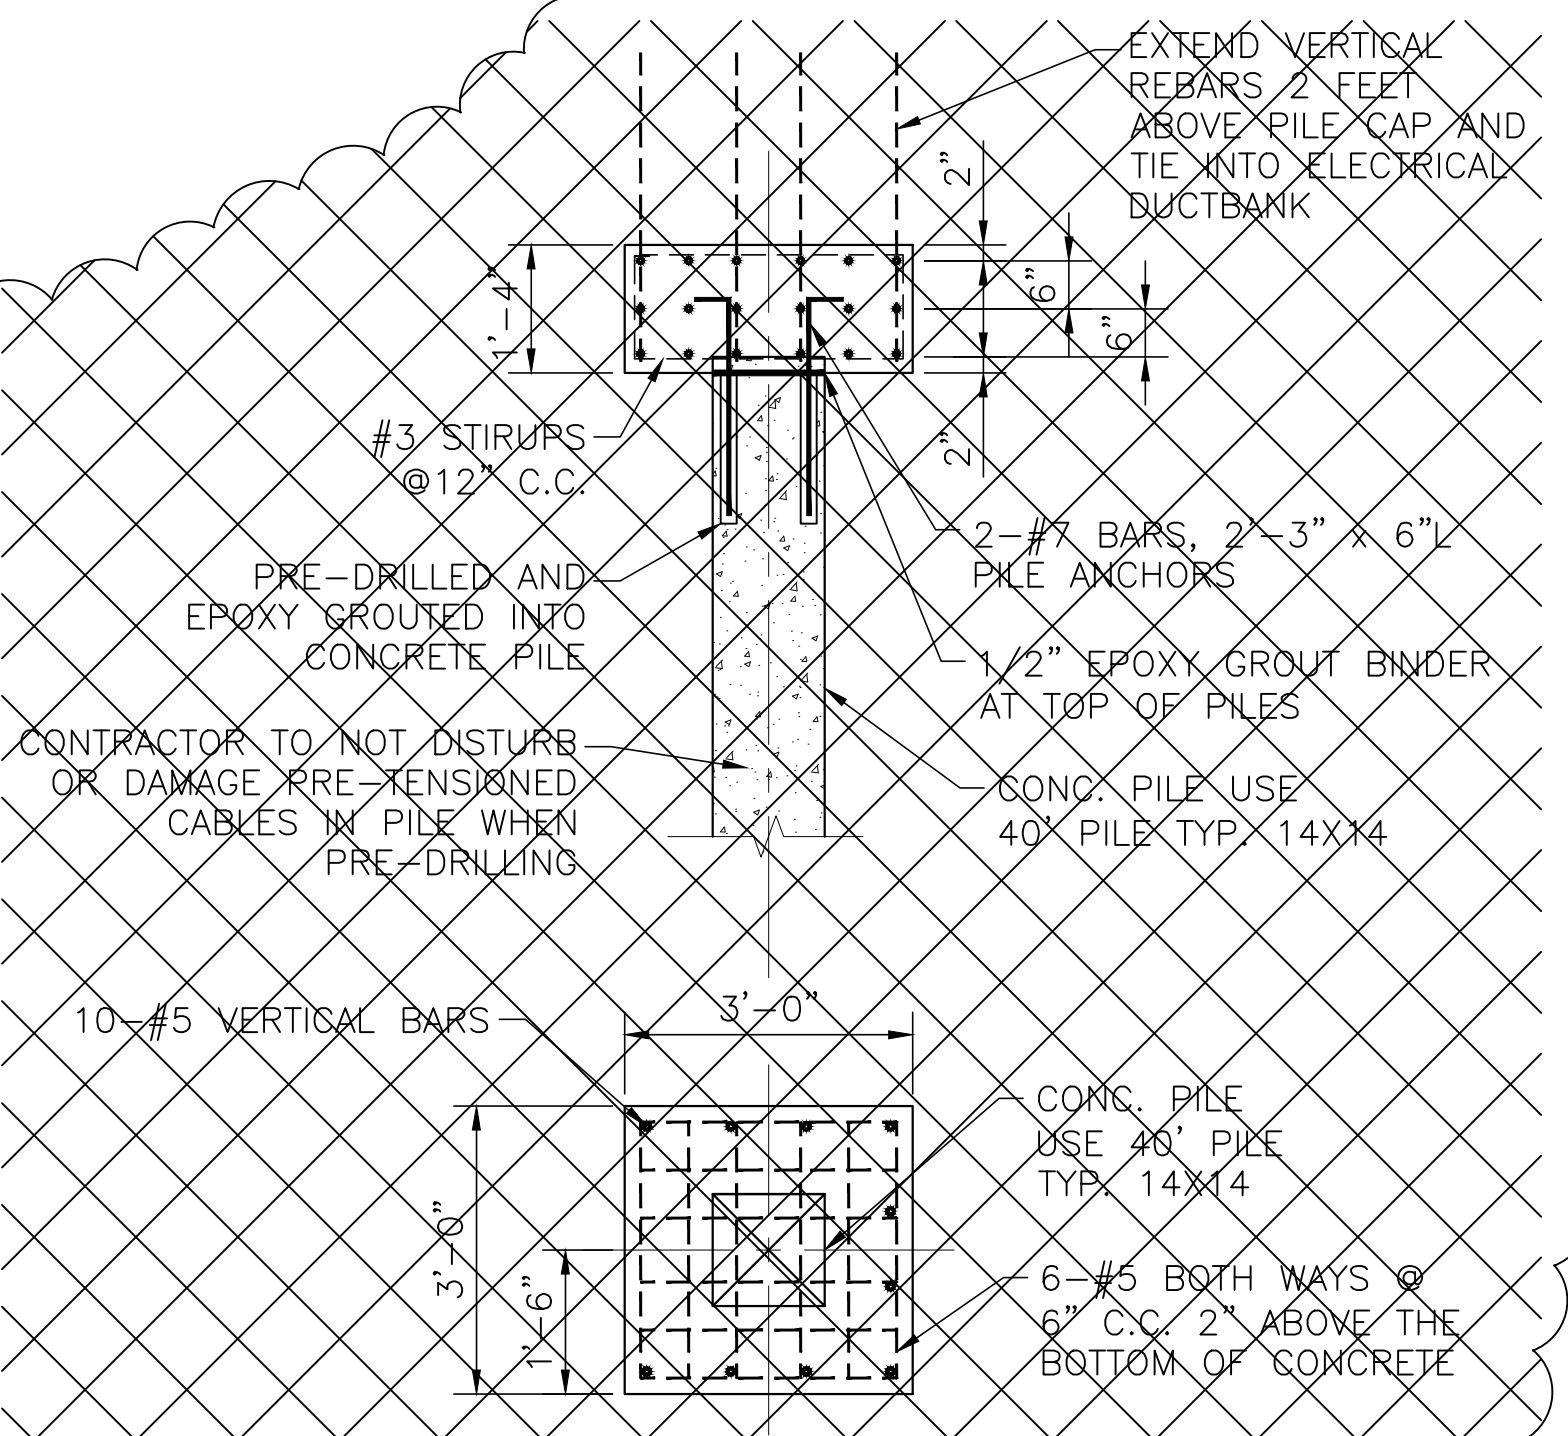 EXTEND VERTICAL
REBARS 2 FEET
ABOVE PILE CAP AND
TIE INTO ELECTRICAL
DUCTBANK
2"
6"
6"
2"
1'-4"
#3 STIRUPS
@12" C.C.
2-#7 BARS, 2'-3" x 6"L
PILE ANCHORS
PRE-DRILLED AND
EPOXY GROUTED INTO
CONCRETE PILE
1/2" EPOXY GROUT BINDER
AT TOP OF PILES
CONTRACTOR TO NOT DISTURB
OR DAMAGE PRE-TENSIONED
CABLES IN PILE WHEN
PRE-DRILLING
CONC. PILE USE
40' PILE TYP. 14X14
10-#5 VERTICAL BARS
3'-0"
CONC. PILE
USE 40' PILE
TYP. 14X14
3'-0"
1'-6"
6-#5 BOTH WAYS @
6" C.C. 2" ABOVE THE
BOTTOM OF CONCRETE